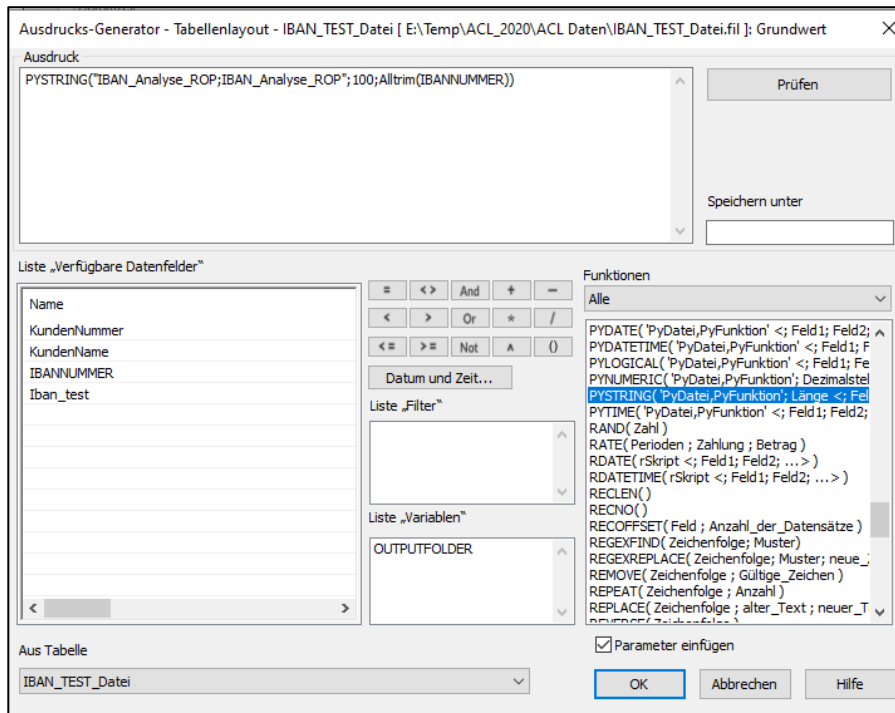 Ausdrucks-Generator - Tabellenlayout - IBAN_TEST_Datei [ E:\Temp\ACL_2020\ACL Daten\IBAN_TEST_Datei.fil ]: Grundwert
Ausdruck
PYSTRING("IBAN_Analyse_ROP;IBAN_Analyse_ROP";100;Alltrim(IBANNUMMER))
Prüfen
Speichern unter
Liste „Verfügbare Datenfelder“
Name
KundenNummer
KundenName
IBANNUMMER
Iban_test
= <> And + −
< > Or * /
<= >= Not ^ ()
Datum und Zeit...
Liste „Filter“
Liste „Variablen“
OUTPUTFOLDER
Funktionen
Alle
PYDATE( 'PyDatei,PyFunktion' <; Feld1; Feld2;
PYDATETIME( 'PyDatei,PyFunktion' <; Feld1; F
PYLOGICAL( 'PyDatei,PyFunktion' <; Feld1; Fe
PYNUMERIC( 'PyDatei,PyFunktion'; Dezimalstel
PYSTRING( 'PyDatei,PyFunktion'; Länge <; Fel
PYTIME( 'PyDatei,PyFunktion' <; Feld1; Feld2;
RAND( Zahl )
RATE( Perioden ; Zahlung ; Betrag )
RDATE( rSkript <; Feld1; Feld2; ...> )
RDATETIME( rSkript <; Feld1; Feld2; ...> )
RECLEN( )
RECNO( )
RECOFFSET( Feld ; Anzahl_der_Datensätze )
REGEXFIND( Zeichenfolge; Muster)
REGEXREPLACE( Zeichenfolge; Muster; neue_
REMOVE( Zeichenfolge ; Gültige_Zeichen )
REPEAT( Zeichenfolge ; Anzahl )
REPLACE( Zeichenfolge ; alter_Text ; neuer_T
Parameter einfügen
Aus Tabelle
IBAN_TEST_Datei
OK
Abbrechen
Hilfe